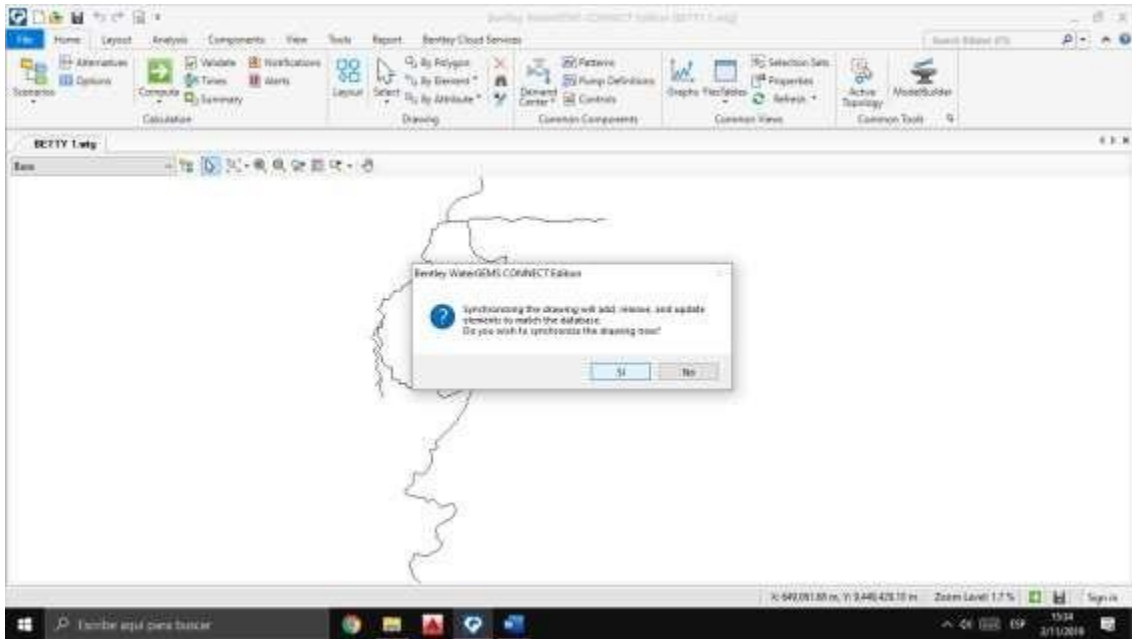 Bentley WaterGEMS CONNECT Edition [BETTY 1.wtg]
File Home Layout Analysis Components View Tools Report Bentley Cloud Services
Scenarios
Alternatives
Options
Compute
Validate
Times
Summary
Notifications
Alerts
Calculation
Layout
Select
By Polygon
By Element
By Attribute
Drawing
Demand Center
Patterns
Pump Definitions
Controls
Common Components
Graphs
FlexTables
Selection Sets
Properties
Refresh
Common Views
Active Topology
ModelBuilder
Common Tools
BETTY 1.wtg
Base
Bentley WaterGEMS CONNECT Edition
Synchronizing the drawing will add, remove, and update
elements to match the database.
Do you wish to synchronize the drawing now?
Sí No
Zoom Level: 1.7 % Sign in
Escribe aquí para buscar
ESP
15:04
2/11/2018